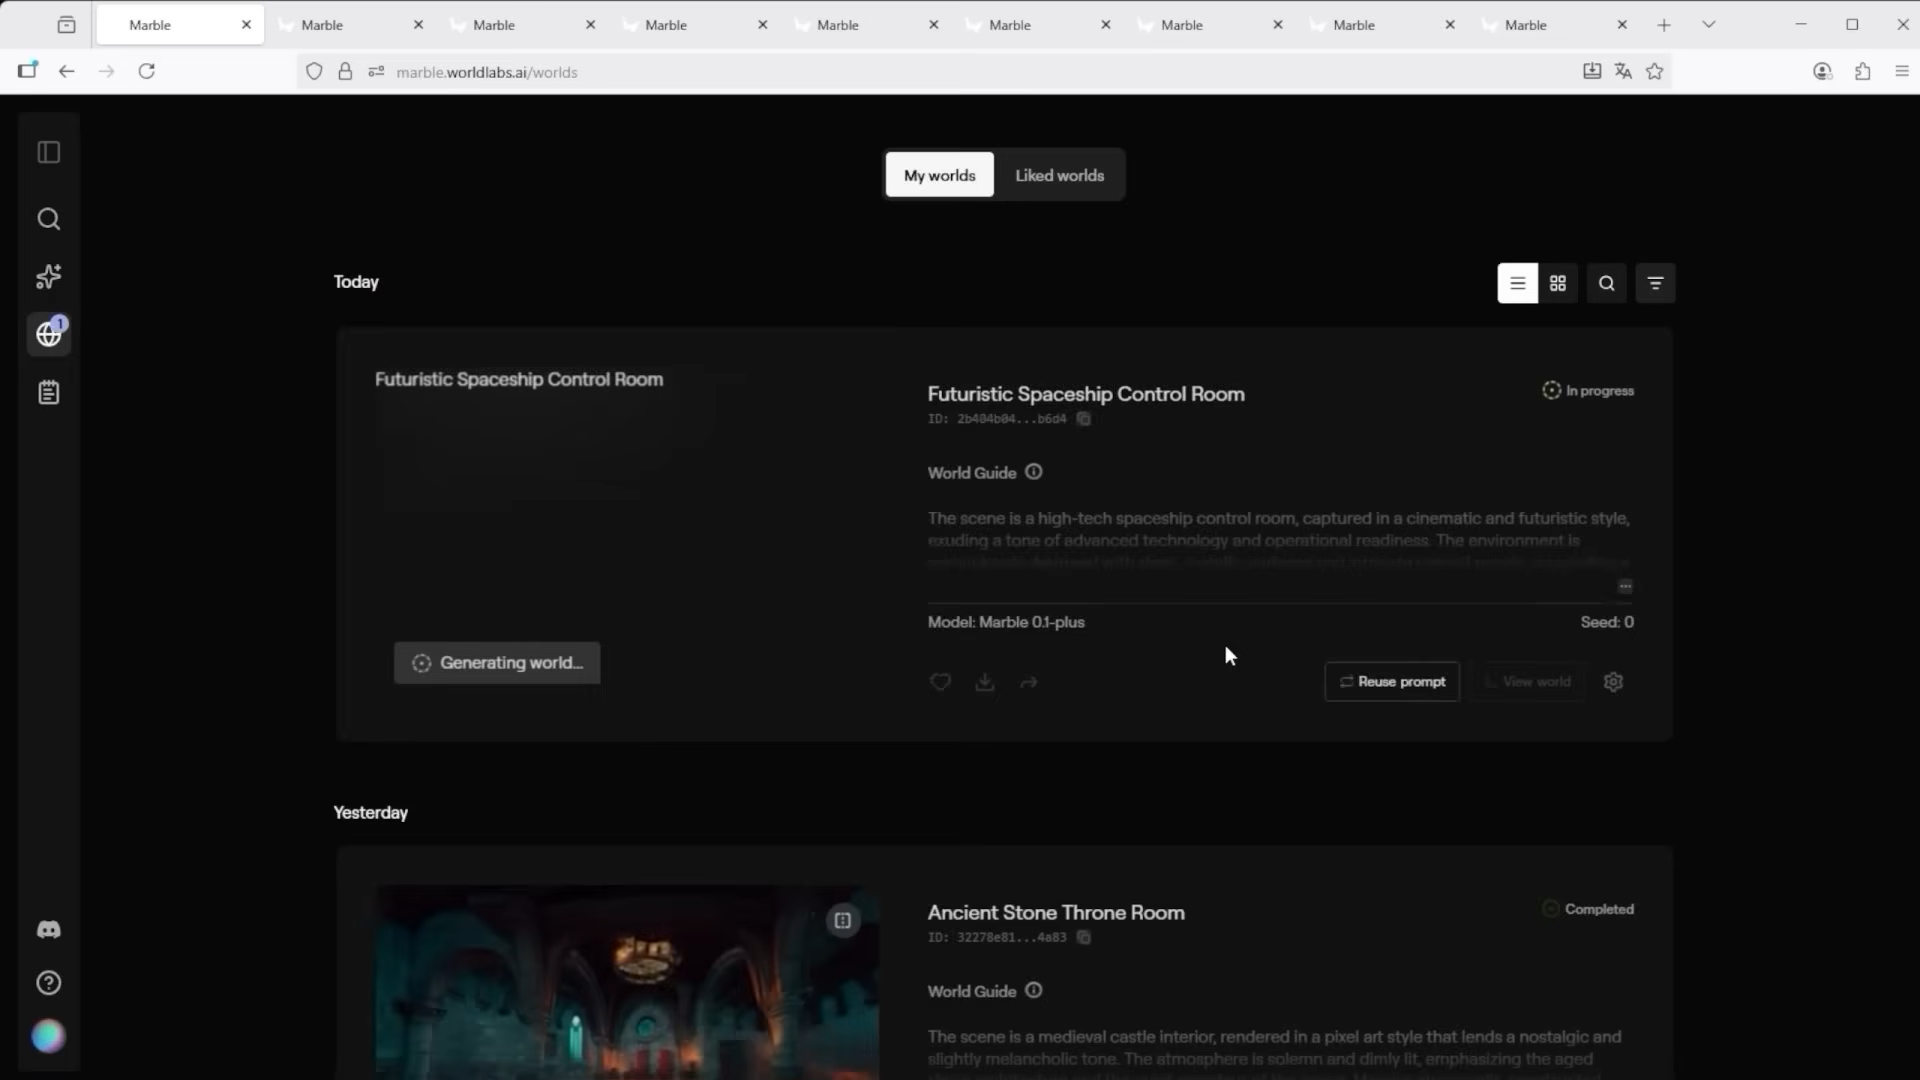 Marble
Marble
Marble
Marble
Marble
Marble
Marble
Marble
Marble
marble.worldlabs.ai/worlds
My worlds
Liked worlds
Today
1
Futuristic Spaceship Control Room
Generating world...
Futuristic Spaceship Control Room
In progress
ID: 2b484b04...b6d4
World Guide
The scene is a high-tech spaceship control room, captured in a cinematic and futuristic style,
exuding a tone of advanced technology and operational readiness. The environment is
Model: Marble 0.1-plus
Seed: 0
Reuse prompt
View world
Yesterday
Ancient Stone Throne Room
Completed
ID: 32278e81...4a83
World Guide
The scene is a medieval castle interior, rendered in a pixel art style that lends a nostalgic and
slightly melancholic tone. The atmosphere is solemn and dimly lit, emphasizing the aged